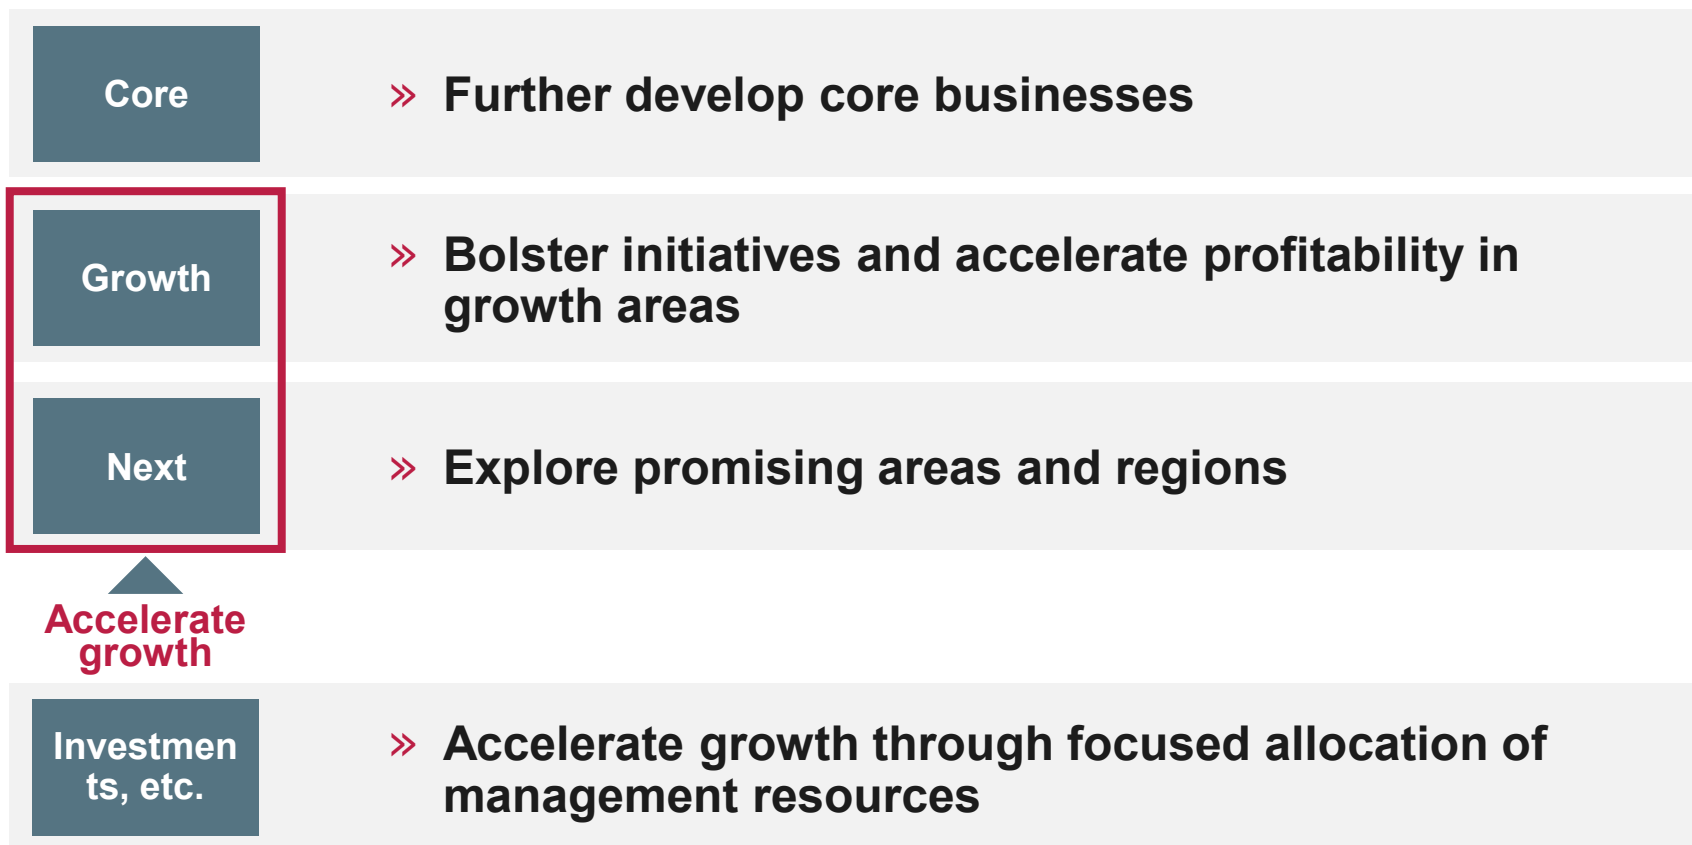 Core
» Further develop core businesses
Growth
» Bolster initiatives and accelerate profitability in
growth areas
Next
» Explore promising areas and regions
Accelerate
growth
Investmen
ts, etc.
» Accelerate growth through focused allocation of
management resources